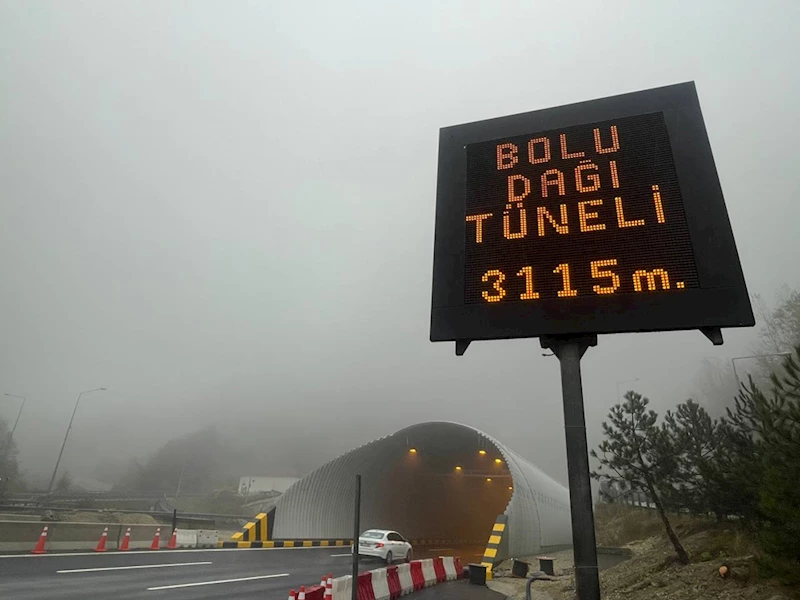 BOLU
DAĞI
TÜNELİ
3115 m.